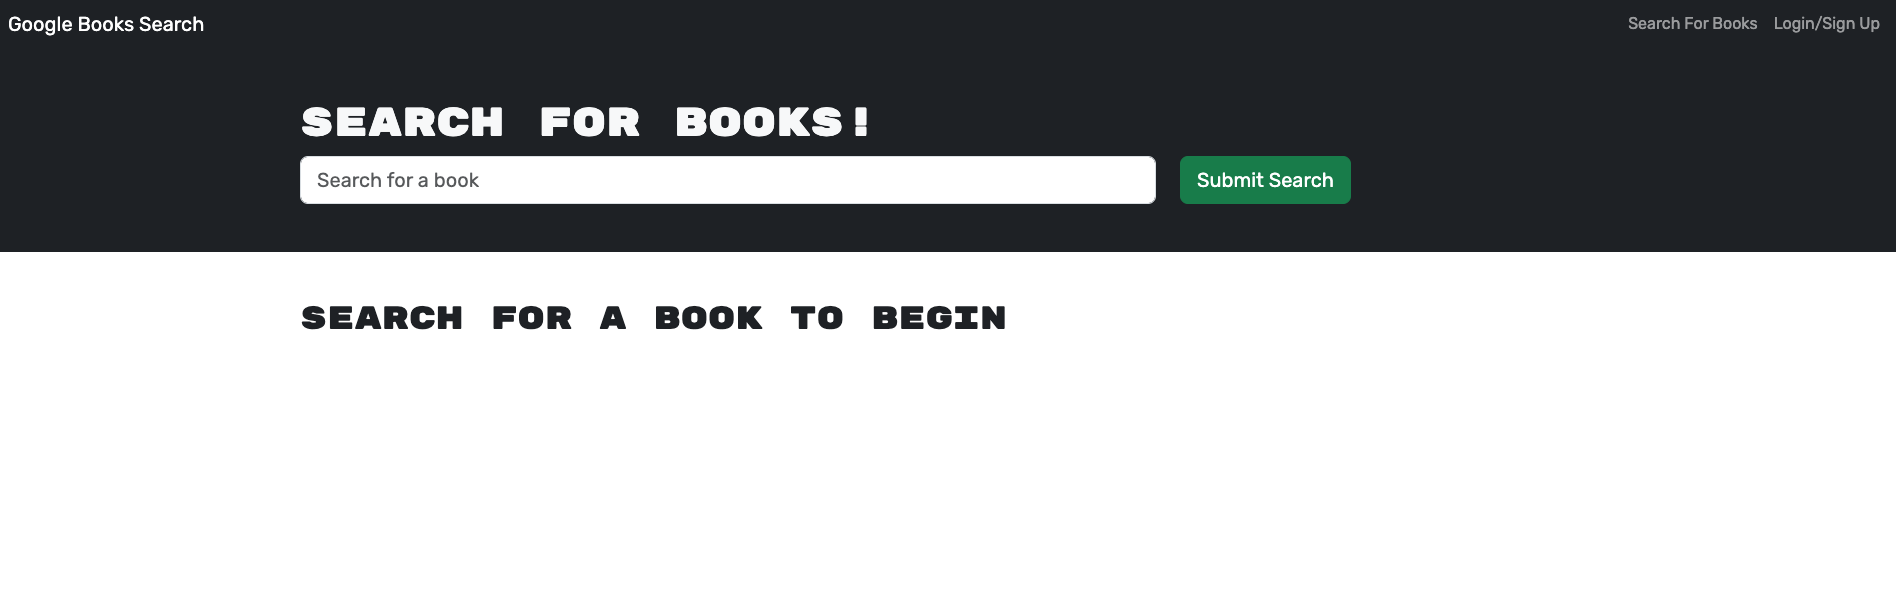 Google Books Search
Search For Books
Login/Sign Up
SEARCH FOR BOOKS!
Search for a book
Submit Search
SEARCH FOR A BOOK TO BEGIN